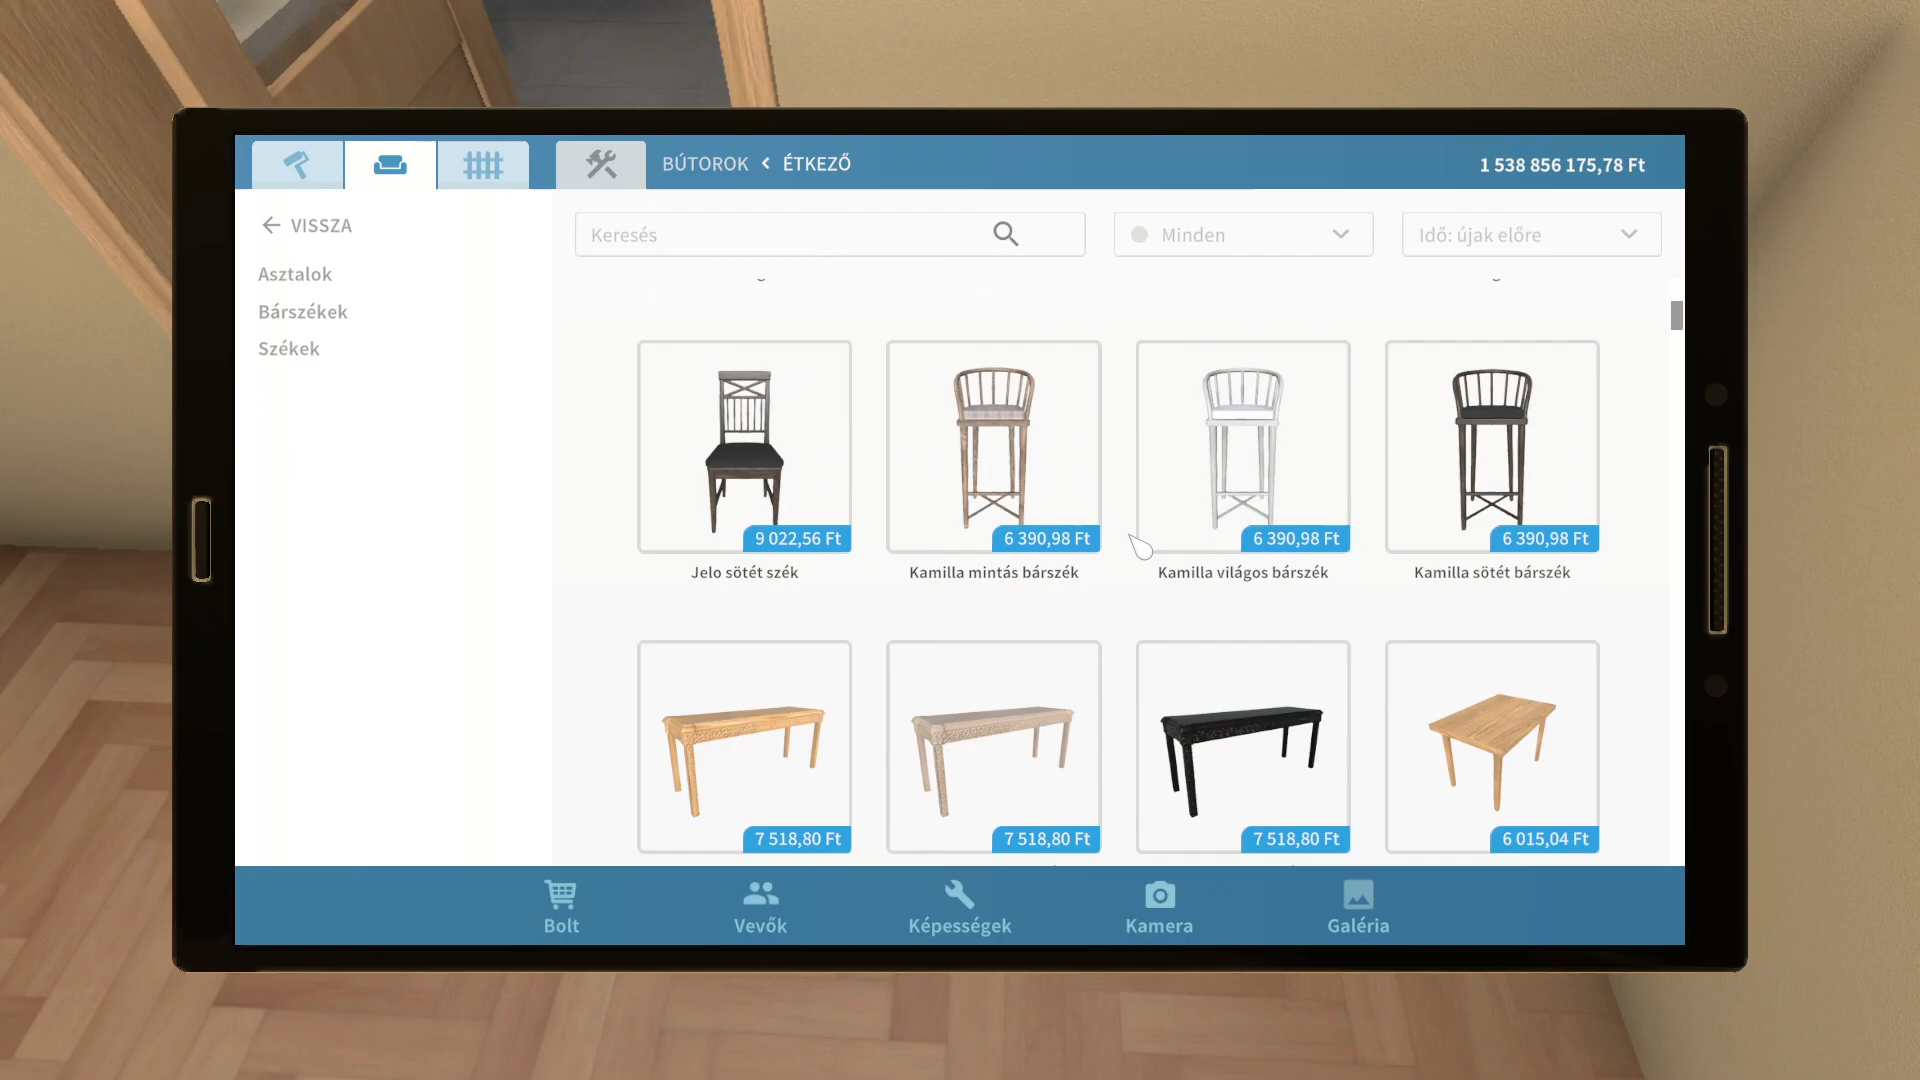 BÚTOROK < ÉTKEZŐ
1 538 856 175,78 Ft
VISSZA
Asztalok
Bárszékek
Székek
Keresés
Minden
Idő: újak előre
9 022,56 Ft
6 390,98 Ft
6 390,98 Ft
6 390,98 Ft
Jelo sötét szék
Kamilla mintás bárszék
Kamilla világos bárszék
Kamilla sötét bárszék
7 518,80 Ft
7 518,80 Ft
7 518,80 Ft
6 015,04 Ft
Bolt
Vevők
Képességek
Kamera
Galéria